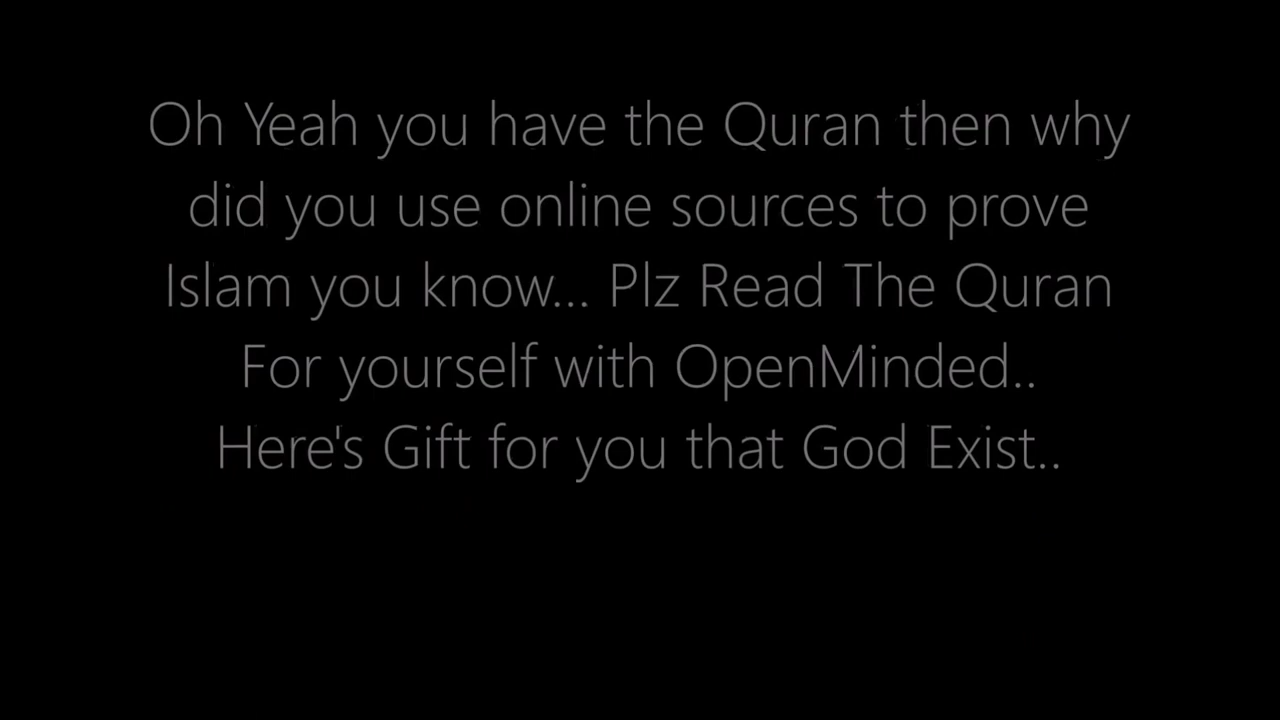 Oh Yeah you have the Quran then why
did you use online sources to prove
Islam you know... Plz Read The Quran
For yourself with OpenMinded..
Here's Gift for you that God Exist..